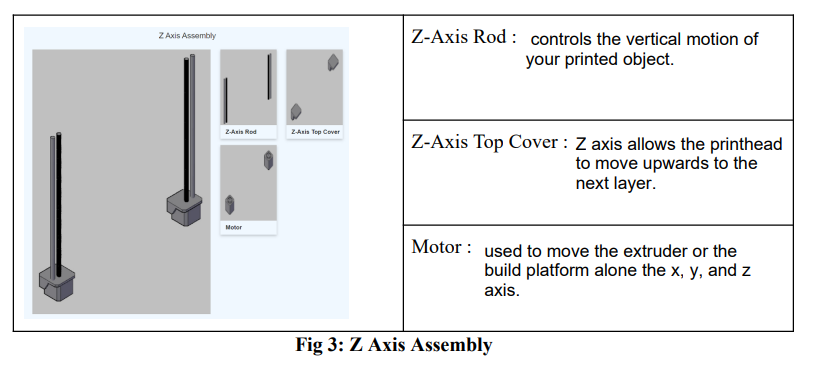 Z Axis Assembly
Z-Axis Rod
Z-Axis Top Cover
Motor
Z-Axis Rod : controls the vertical motion of
your printed object.
Z-Axis Top Cover : Z axis allows the printhead
to move upwards to the
next layer.
Motor : used to move the extruder or the
build platform alone the x, y, and z
axis.
Fig 3: Z Axis Assembly